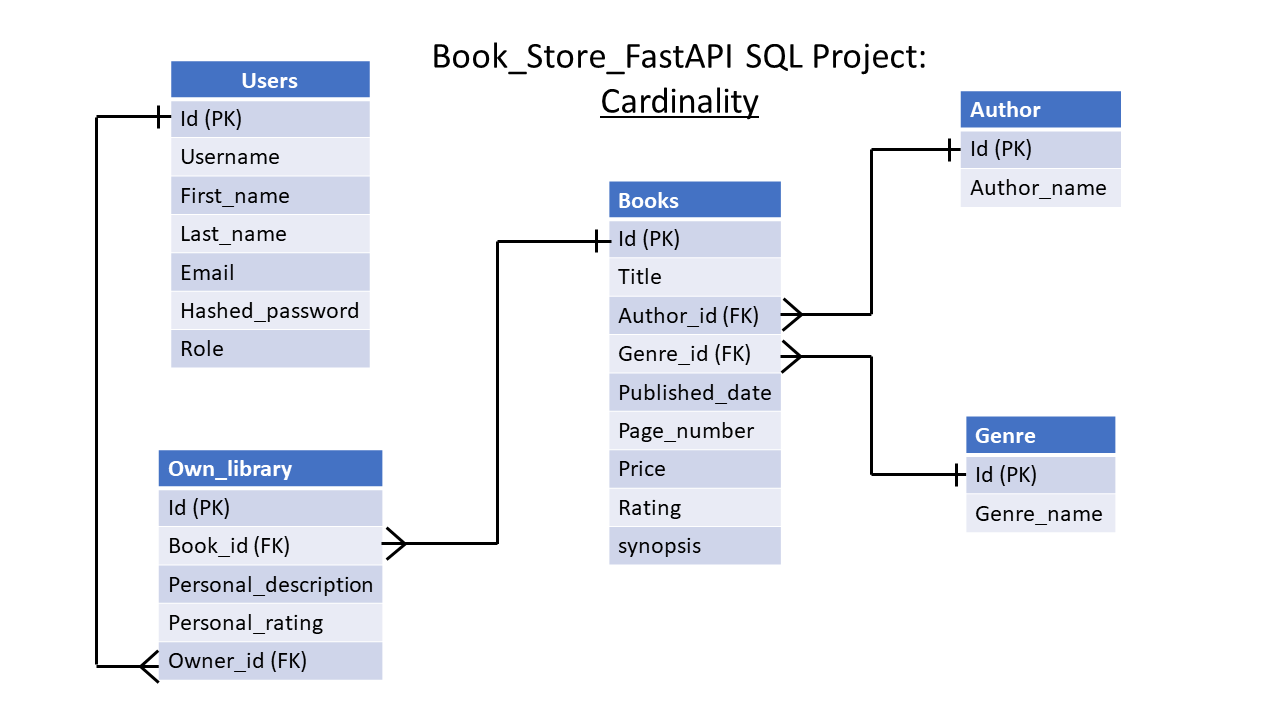 Book_Store_FastAPI SQL Project:
Cardinality
Users
Id (PK)
Username
First_name
Last_name
Email
Hashed_password
Role
Own_library
Id (PK)
Book_id (FK)
Personal_description
Personal_rating
Owner_id (FK)
Books
Id (PK)
Title
Author_id (FK)
Genre_id (FK)
Published_date
Page_number
Price
Rating
synopsis
Author
Id (PK)
Author_name
Genre
Id (PK)
Genre_name